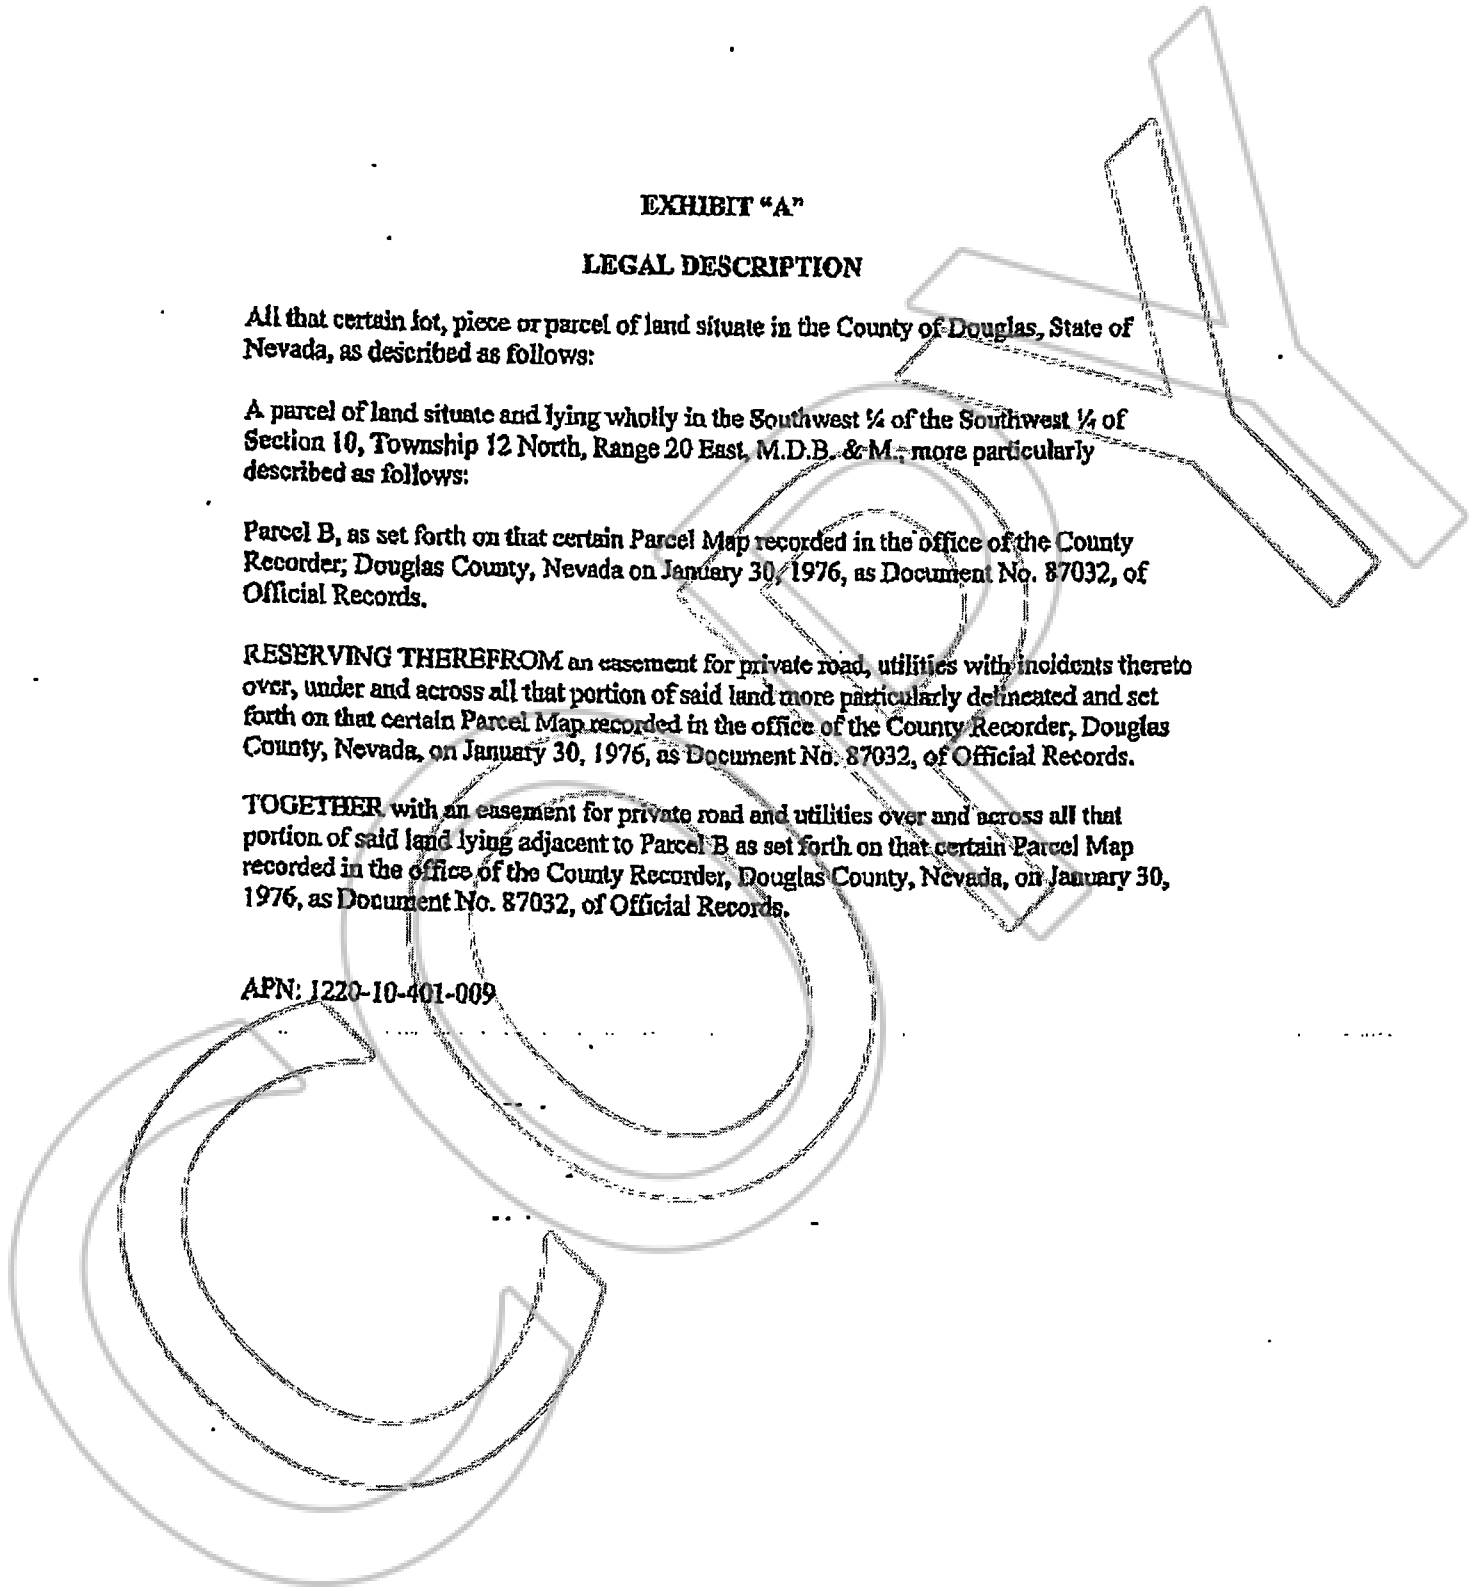 EXHIBIT “A”
LEGAL DESCRIPTION
All that certain lot, piece or parcel of land situate in the County of Douglas, State of
Nevada, as described as follows:
A parcel of land situate and lying wholly in the Southwest ¼ of the Southwest ¼ of
Section 10, Township 12 North, Range 20 East, M.D.B. & M., more particularly
described as follows:
Parcel B, as set forth on that certain Parcel Map recorded in the office of the County
Recorder; Douglas County, Nevada on January 30, 1976, as Document No. 87032, of
Official Records.
RESERVING THEREFROM an easement for private road, utilities with incidents thereto
over, under and across all that portion of said land more particularly delineated and set
forth on that certain Parcel Map recorded in the office of the County Recorder, Douglas
County, Nevada, on January 30, 1976, as Document No. 87032, of Official Records.
TOGETHER with an easement for private road and utilities over and across all that
portion of said land lying adjacent to Parcel B as set forth on that certain Parcel Map
recorded in the office of the County Recorder, Douglas County, Nevada, on January 30,
1976, as Document No. 87032, of Official Records.
APN: 1220-10-401-009
COPY